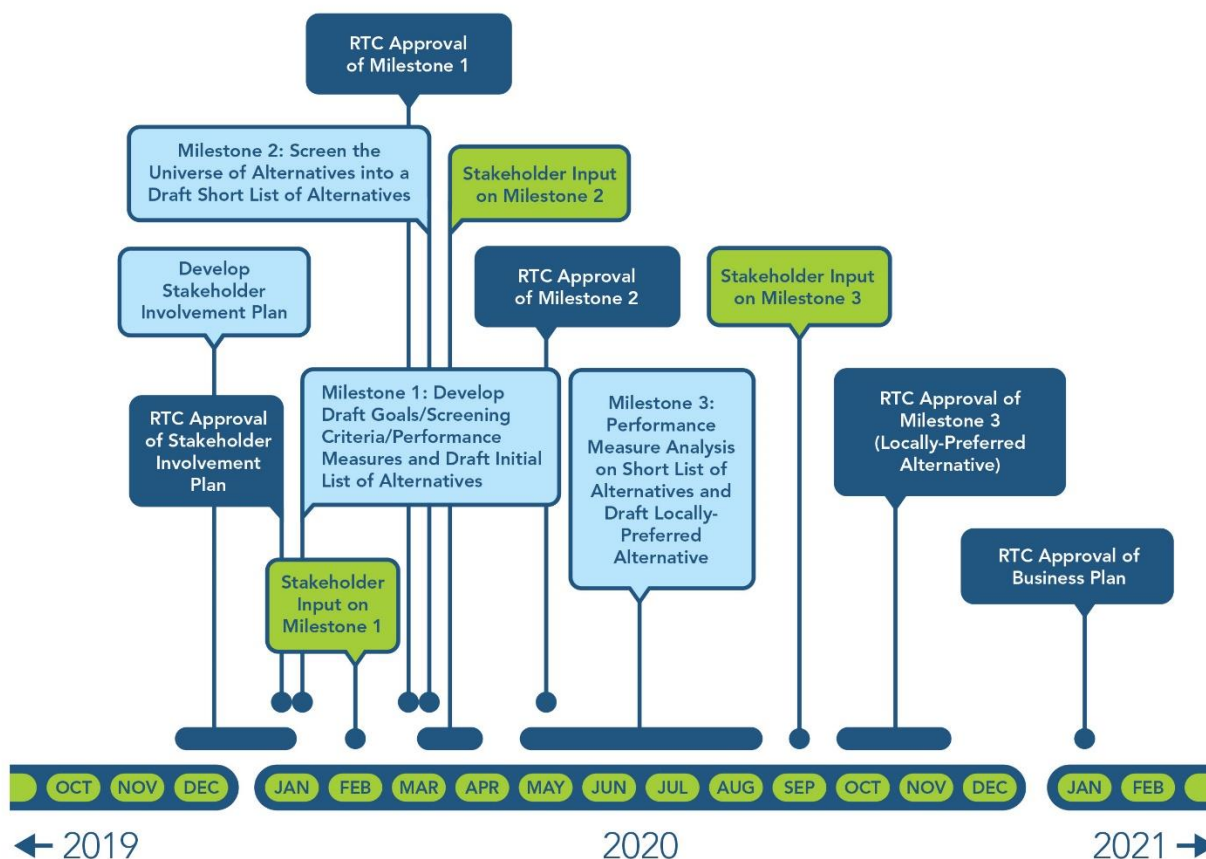 RTC Approval
of Milestone 1
Milestone 2: Screen the
Universe of Alternatives into a
Draft Short List of Alternatives
Stakeholder Input
on Milestone 2
Develop
Stakeholder
Involvement Plan
RTC Approval
of Milestone 2
Stakeholder Input
on Milestone 3
RTC Approval
of Stakeholder
Involvement
Plan
Milestone 1: Develop
Draft Goals/Screening
Criteria/Performance
Measures and Draft Initial
List of Alternatives
Milestone 3:
Performance
Measure Analysis
on Short List of
Alternatives and
Draft Locally-
Preferred
Alternative
RTC Approval of
Milestone 3
(Locally-Preferred
Alternative)
Stakeholder
Input on
Milestone 1
RTC Approval of
Business Plan
OCT NOV DEC JAN FEB MAR APR MAY JUN JUL AUG SEP OCT NOV DEC JAN FEB
2019 2020 2021